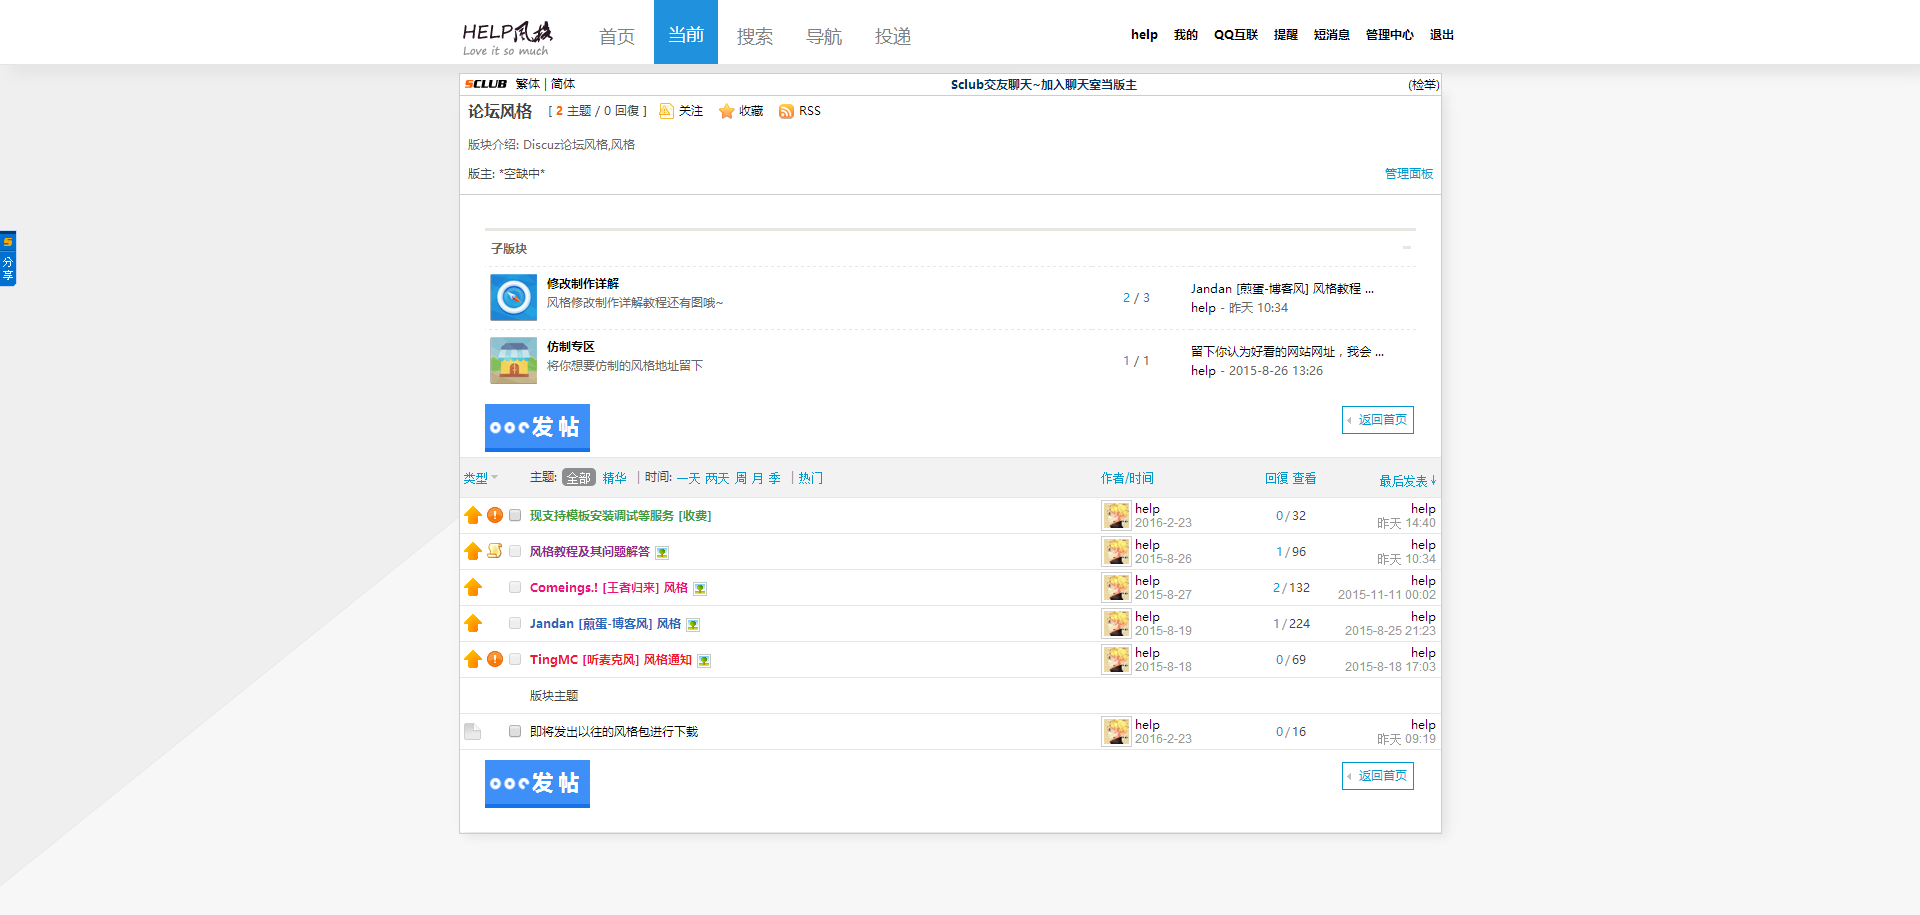 HELP风格
Love it so much
首页 当前 搜索 导航 投递
help 我的 QQ互联 提醒 短消息 管理中心 退出
SCLUB 繁体 | 简体 Sclub交友聊天~加入聊天室当版主 (检举)
论坛风格 [ 2 主题 / 0 回復 ] 关注 收藏 RSS
版块介绍: Discuz论坛风格,风格
版主: *空缺中* 管理面板
S
分享
子版块
修改制作详解
风格修改制作详解教程还有图哦~
2 / 3
Jandan [煎蛋-博客风] 风格教程 ...
help - 昨天 10:34
仿制专区
将你想要仿制的风格地址留下
1 / 1
留下你认为好看的网站网址，我会 ...
help - 2015-8-26 13:26
发帖 返回首页
类型 主题: 全部 精华 | 时间: 一天 两天 周 月 季 | 热门 作者/时间 回復 查看 最后发表↓
现支持模板安装调试等服务 [收费] help 0 / 32 help
2016-2-23 昨天 14:40
风格教程及其问题解答 help 1 / 96 help
2015-8-26 昨天 10:34
Comeings.! [王者归来] 风格 help 2 / 132 help
2015-8-27 2015-11-11 00:02
Jandan [煎蛋-博客风] 风格 help 1 / 224 help
2015-8-19 2015-8-25 21:23
TingMC [听麦克风] 风格通知 help 0 / 69 help
2015-8-18 2015-8-18 17:03
版块主题
即将发出以往的风格包进行下载 help 0 / 16 help
2016-2-23 昨天 09:19
发帖 返回首页